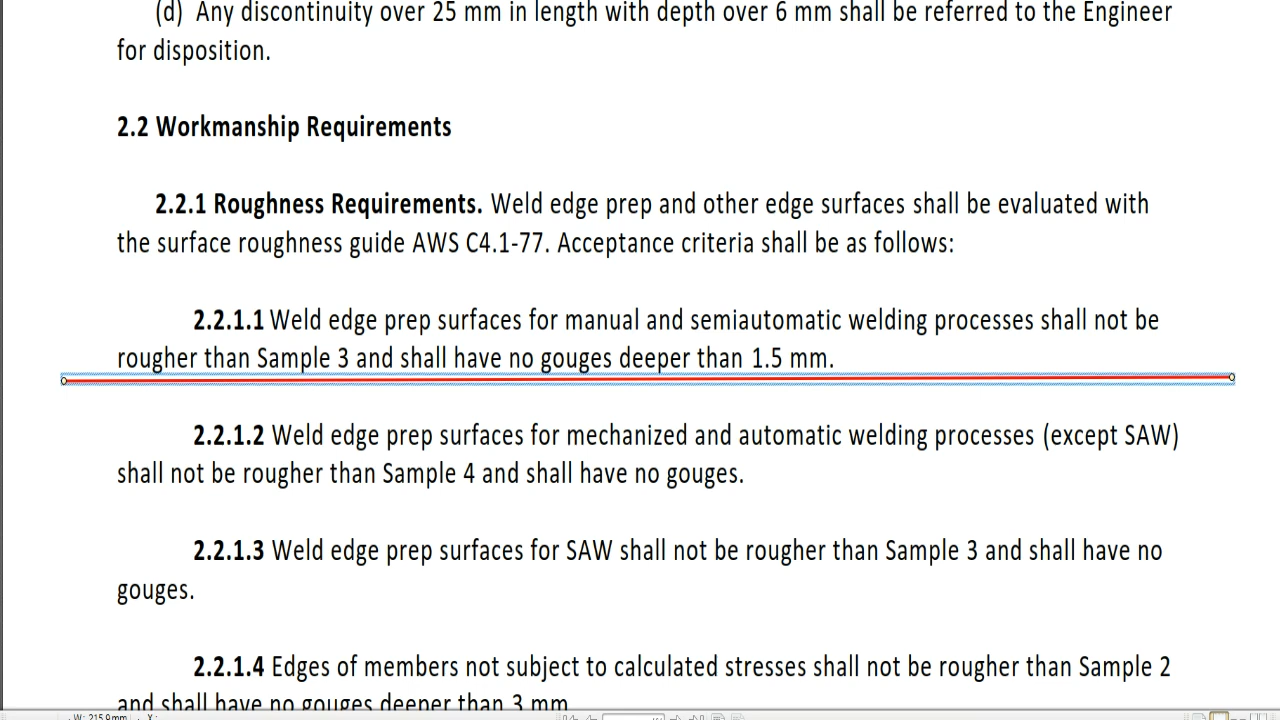 (d) Any discontinuity over 25 mm in length with depth over 6 mm shall be referred to the Engineer
for disposition.
2.2 Workmanship Requirements
2.2.1 Roughness Requirements. Weld edge prep and other edge surfaces shall be evaluated with
the surface roughness guide AWS C4.1-77. Acceptance criteria shall be as follows:
2.2.1.1 Weld edge prep surfaces for manual and semiautomatic welding processes shall not be
rougher than Sample 3 and shall have no gouges deeper than 1.5 mm.
2.2.1.2 Weld edge prep surfaces for mechanized and automatic welding processes (except SAW)
shall not be rougher than Sample 4 and shall have no gouges.
2.2.1.3 Weld edge prep surfaces for SAW shall not be rougher than Sample 3 and shall have no
gouges.
2.2.1.4 Edges of members not subject to calculated stresses shall not be rougher than Sample 2
and shall have no gouges deeper than 3 mm
W: 215.9mm X: